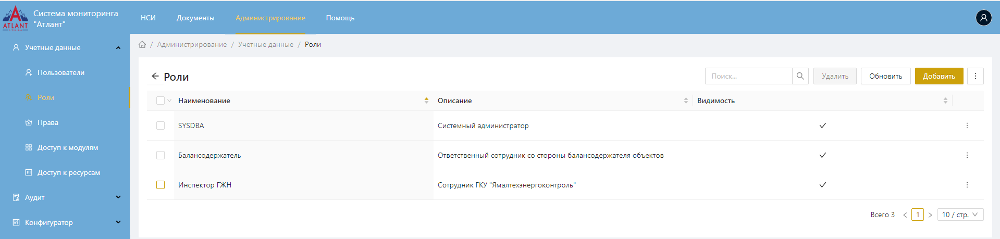 Система мониторинга
"Атлант"
ATLANT
НСИ Документы Администрирование Помощь
Учетные данные
Пользователи
Роли
Права
Доступ к модулям
Доступ к ресурсам
Аудит
Конфигуратор
/ Администрирование / Учетные данные / Роли
Роли
Поиск... Удалить Обновить Добавить
Наименование Описание Видимость
SYSDBA Системный администратор
Балансодержатель Ответственный сотрудник со стороны балансодержателя объектов
Инспектор ГЖН Сотрудник ГКУ "Ямалтехэнергоконтроль"
Всего 3 < 1 > 10 / стр.